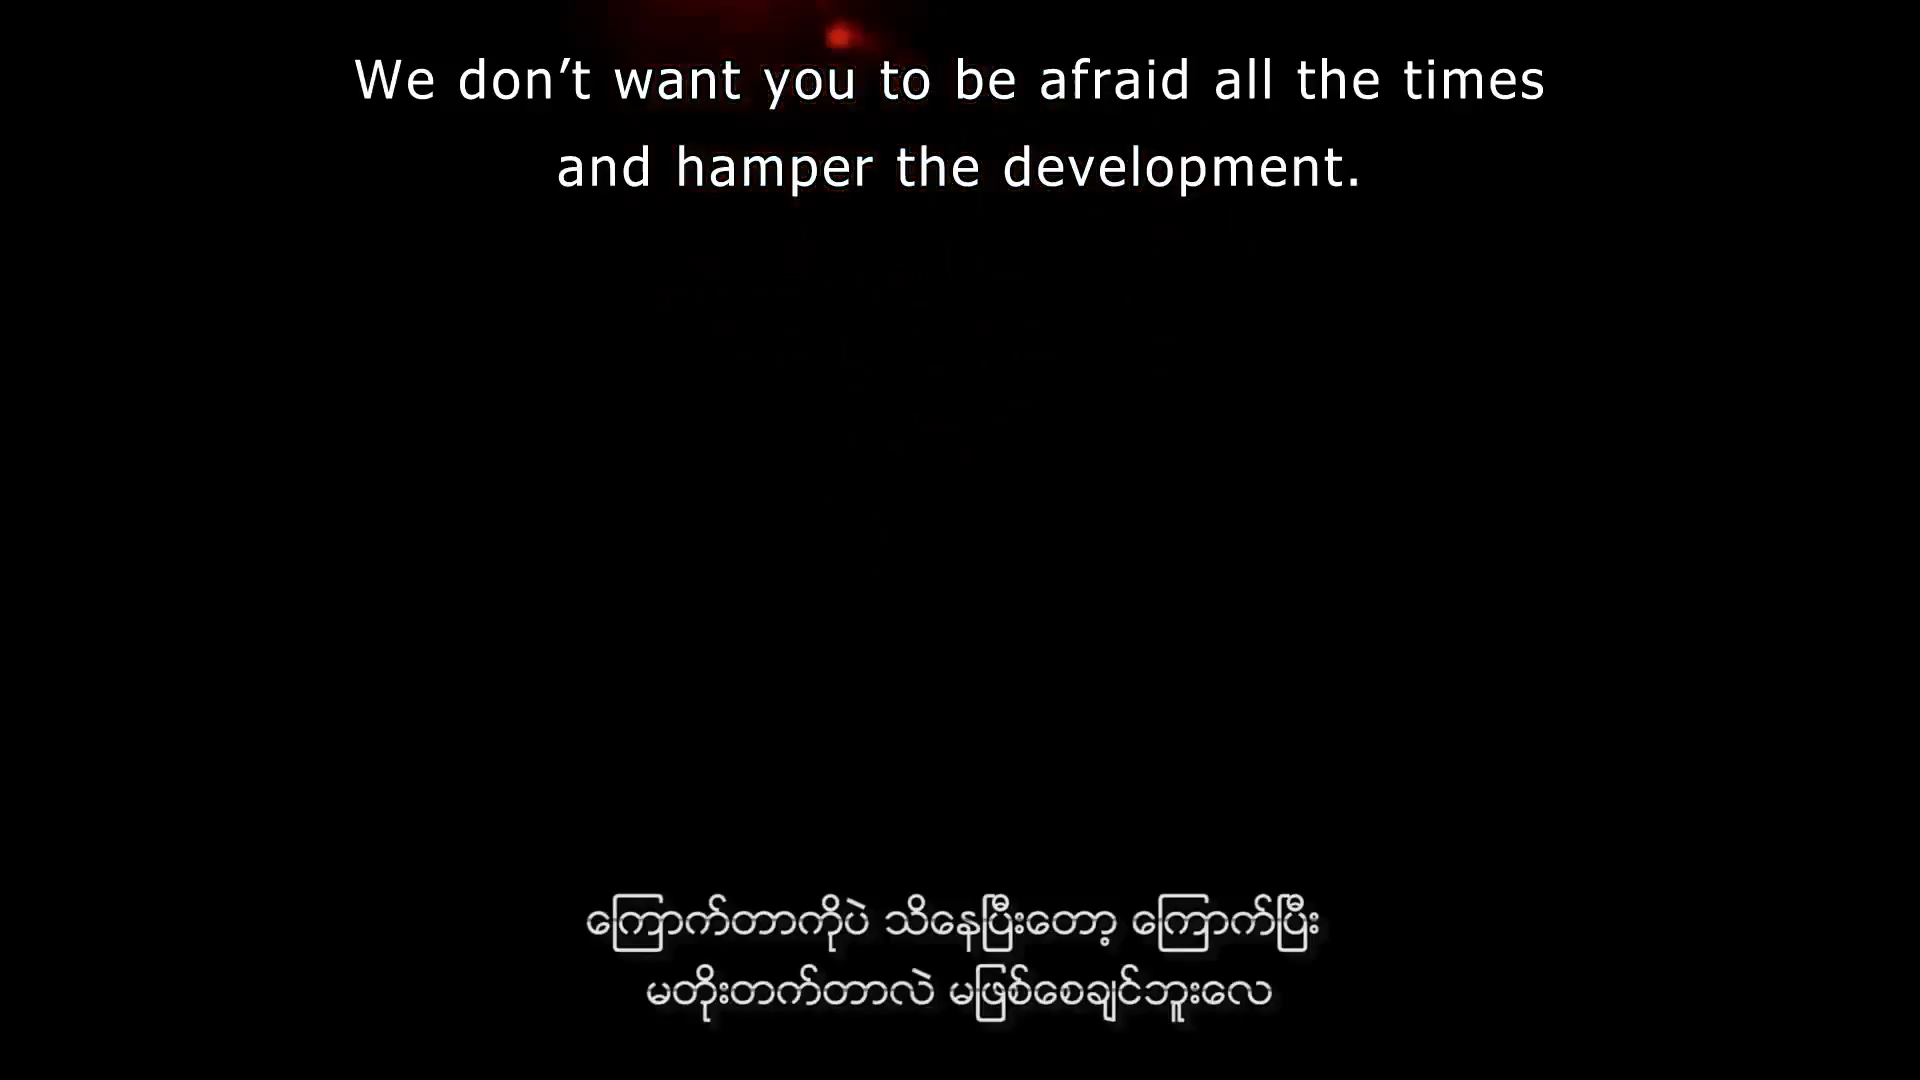 We don’t want you to be afraid all the times
and hamper the development.
ကြောက်တာကိုပဲ သိနေပြီးတော့ ကြောက်ပြီး
မတိုးတက်တာလဲ မဖြစ်စေချင်ဘူးလေ